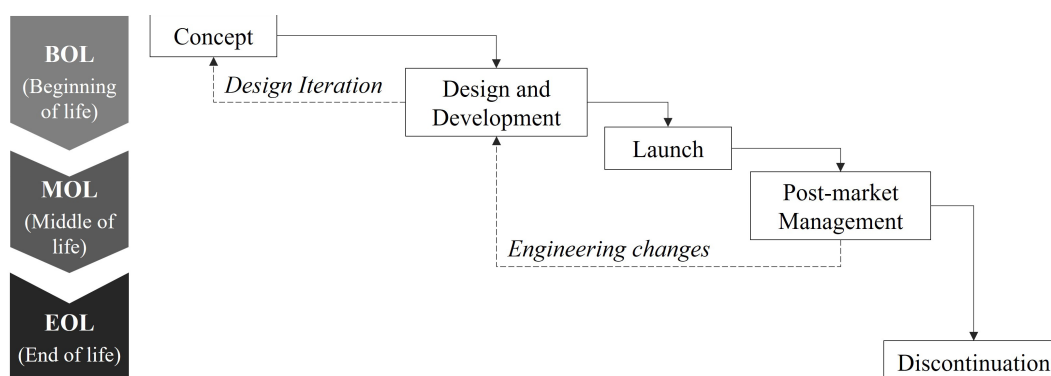 BOL
(Beginning
of life)
MOL
(Middle of
life)
EOL
(End of life)
Concept
Design Iteration
Design and
Development
Launch
Post-market
Management
Engineering changes
Discontinuation